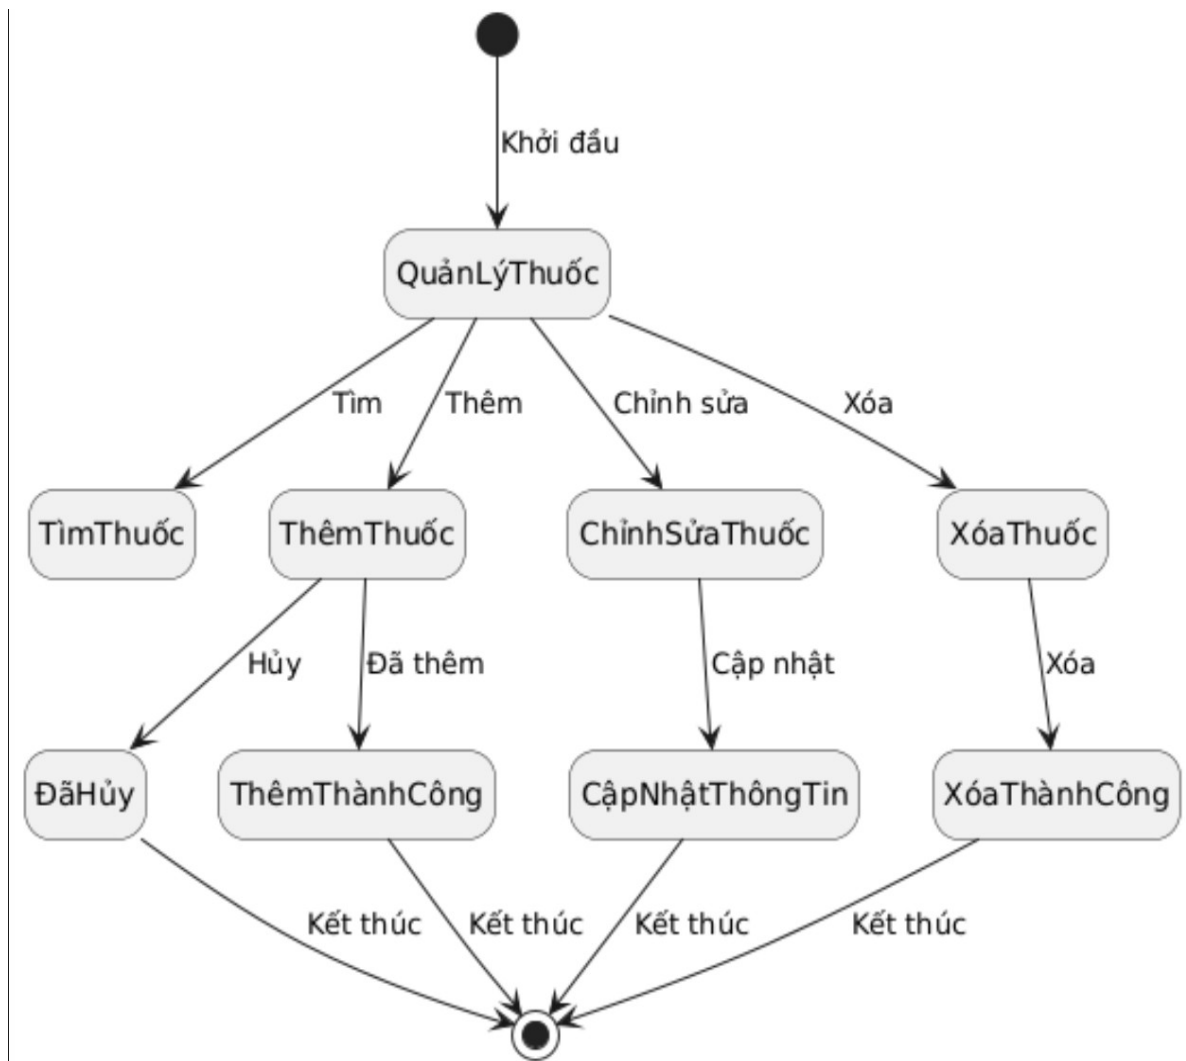 Khởi đầu
QuảnLýThuốc
Tìm
Thêm
Chỉnh sửa
Xóa
TìmThuốc
ThêmThuốc
ChỉnhSửaThuốc
XóaThuốc
Hủy
Đã thêm
Cập nhật
Xóa
ĐãHủy
ThêmThànhCông
CậpNhậtThôngTin
XóaThànhCông
Kết thúc
Kết thúc
Kết thúc
Kết thúc